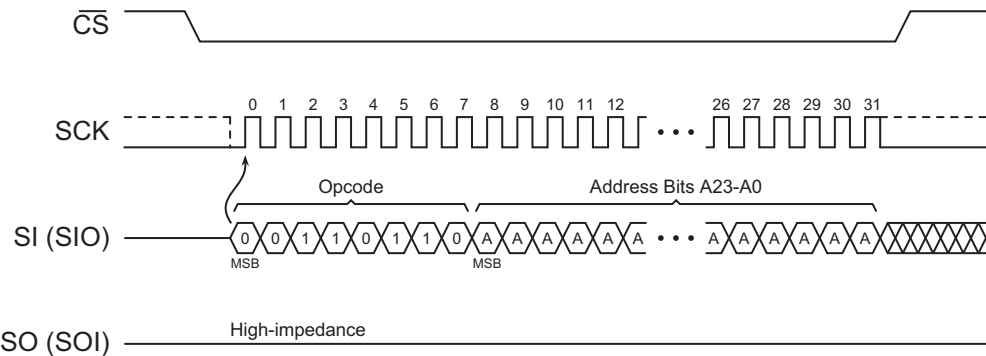 CS
0 1 2 3 4 5 6 7 8 9 10 11 12 26 27 28 29 30 31
SCK
Opcode Address Bits A23-A0
SI (SIO) 0 0 1 1 0 1 1 0 A A A A A A A A A A A A
MSB MSB
High-impedance
SO (SOI)